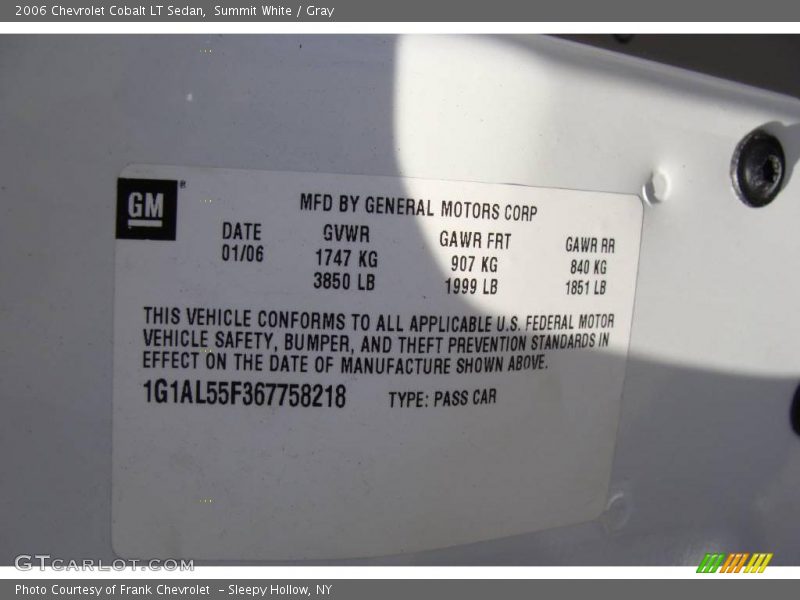 2006 Chevrolet Cobalt LT Sedan, Summit White / Gray
GM ®
MFD BY GENERAL MOTORS CORP
DATE GVWR GAWR FRT GAWR RR
01/06 1747 KG 907 KG 840 KG
3850 LB 1999 LB 1851 LB
THIS VEHICLE CONFORMS TO ALL APPLICABLE U.S. FEDERAL MOTOR
VEHICLE SAFETY, BUMPER, AND THEFT PREVENTION STANDARDS IN
EFFECT ON THE DATE OF MANUFACTURE SHOWN ABOVE.
1G1AL55F367758218 TYPE: PASS CAR
GTCARLOT.COM
Photo Courtesy of Frank Chevrolet - Sleepy Hollow, NY